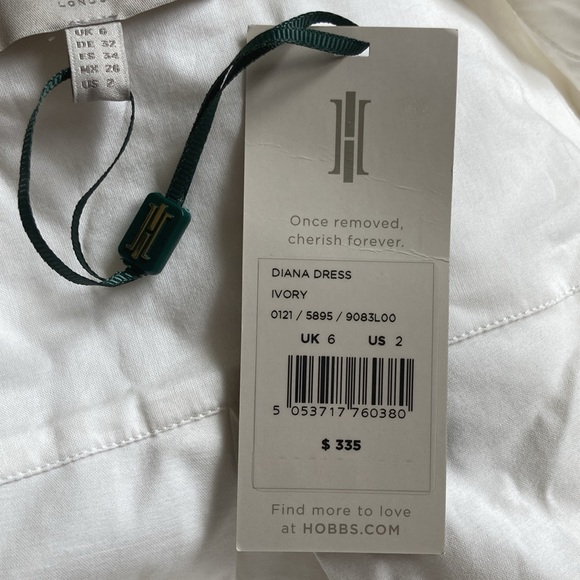 LONDON
UK 6
DE 32
ES 34
MX 26
US 2
Once removed,
cherish forever.
DIANA DRESS
IVORY
0121 / 5895 / 9083L00
UK 6 US 2
5 053717 760380
$ 335
Find more to love
at HOBBS.COM